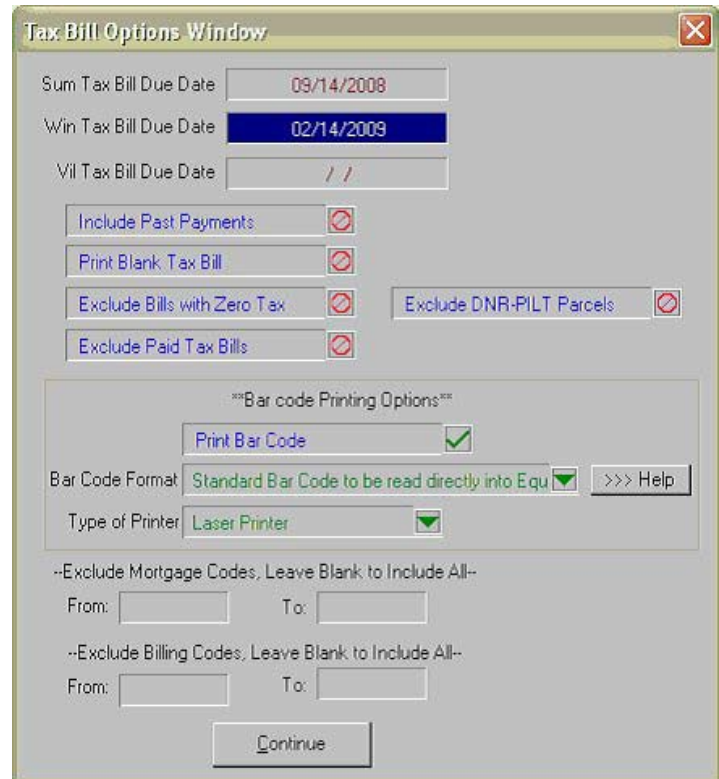 Tax Bill Options Window
Sum Tax Bill Due Date 09/14/2008
Win Tax Bill Due Date 02/14/2009
Vil Tax Bill Due Date / /
Include Past Payments
Print Blank Tax Bill
Exclude Bills with Zero Tax Exclude DNR-PILT Parcels
Exclude Paid Tax Bills
**Bar code Printing Options**
Print Bar Code
Bar Code Format Standard Bar Code to be read directly into Equ >>> Help
Type of Printer Laser Printer
--Exclude Mortgage Codes, Leave Blank to Include All--
From: To:
--Exclude Billing Codes, Leave Blank to Include All--
From: To:
Continue